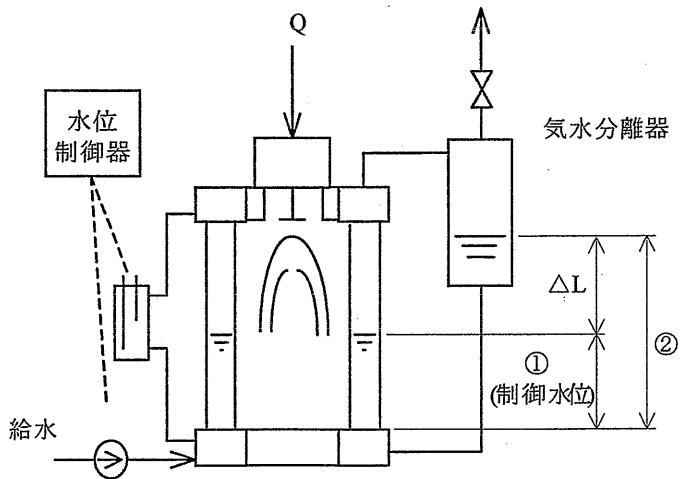 Q
水位
制御器
気水分離器
△L
①
(制御水位)
②
給水